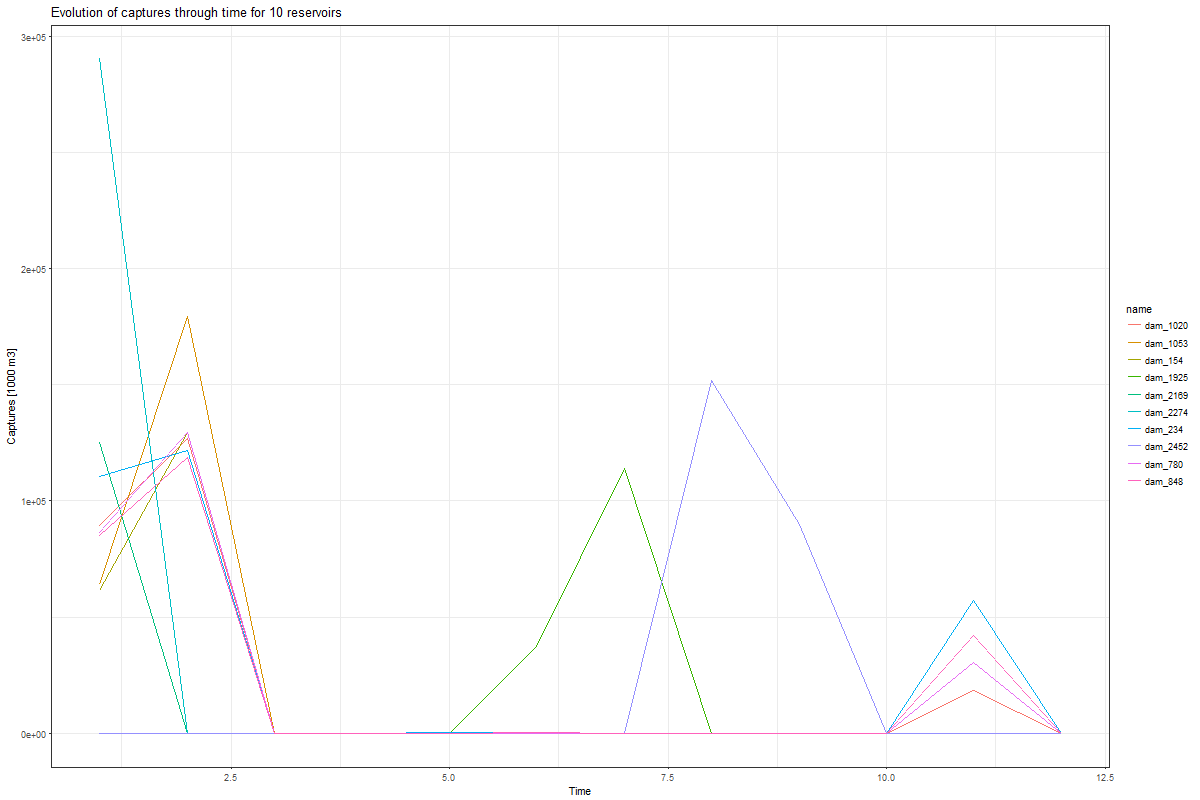 Evolution of captures through time for 10 reservoirs
3e+05
2e+05
1e+05
0e+00
Captures [1000 m3]
2.5
5.0
7.5
10.0
12.5
Time
name
dam_1020
dam_1053
dam_154
dam_1925
dam_2169
dam_2274
dam_234
dam_2452
dam_780
dam_848